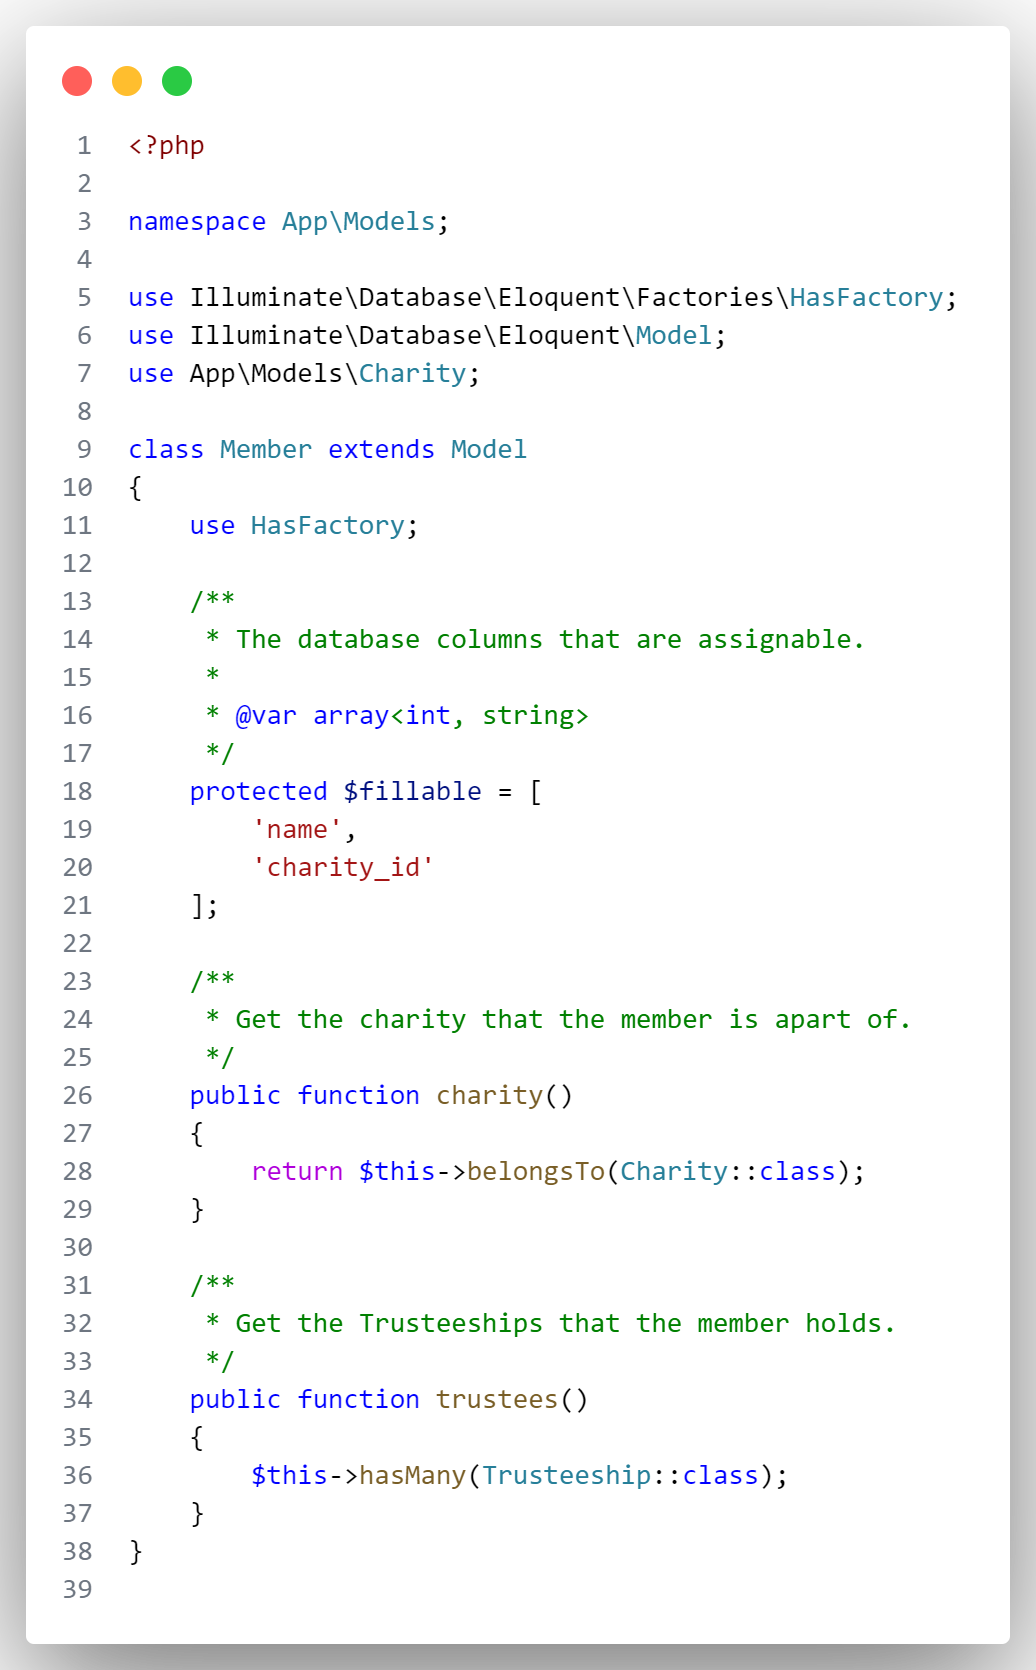 1 <?php
2
3 namespace App\Models;
4
5 use Illuminate\Database\Eloquent\Factories\HasFactory;
6 use Illuminate\Database\Eloquent\Model;
7 use App\Models\Charity;
8
9 class Member extends Model
10 {
11     use HasFactory;
12
13     /**
14      * The database columns that are assignable.
15      *
16      * @var array<int, string>
17      */
18     protected $fillable = [
19         'name',
20         'charity_id'
21     ];
22
23     /**
24      * Get the charity that the member is apart of.
25      */
26     public function charity()
27     {
28         return $this->belongsTo(Charity::class);
29     }
30
31     /**
32      * Get the Trusteeships that the member holds.
33      */
34     public function trustees()
35     {
36         $this->hasMany(Trusteeship::class);
37     }
38 }
39